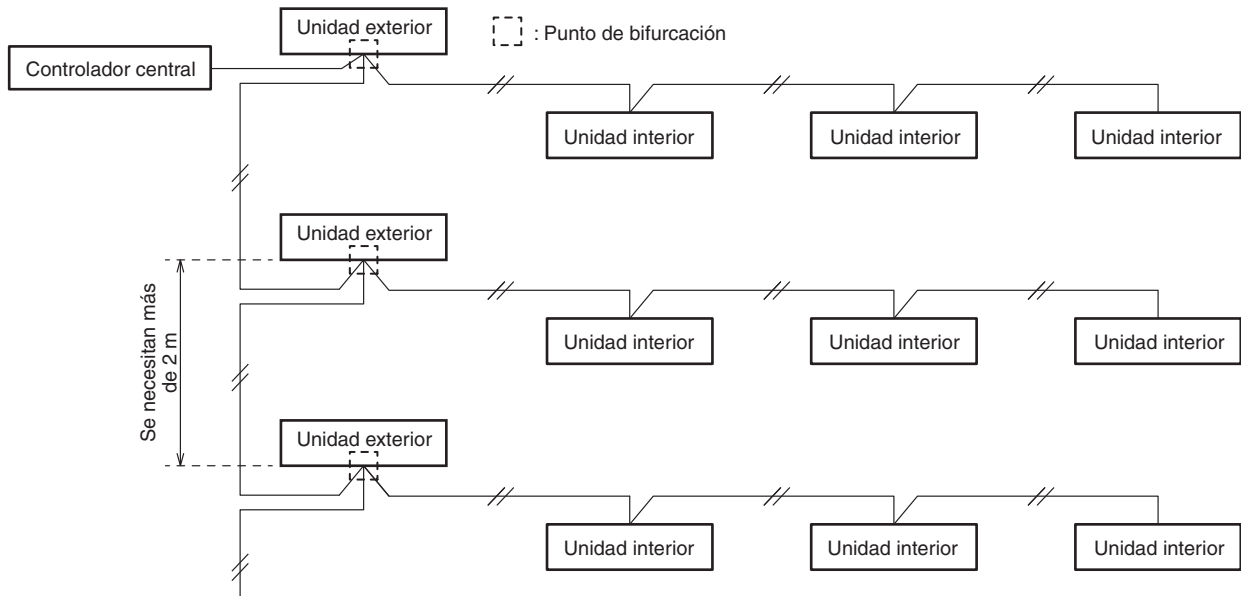 Unidad exterior
: Punto de bifurcación
Controlador central
Unidad interior
Unidad interior
Unidad interior
Unidad exterior
Se necesitan más
de 2 m
Unidad interior
Unidad interior
Unidad interior
Unidad exterior
Unidad interior
Unidad interior
Unidad interior